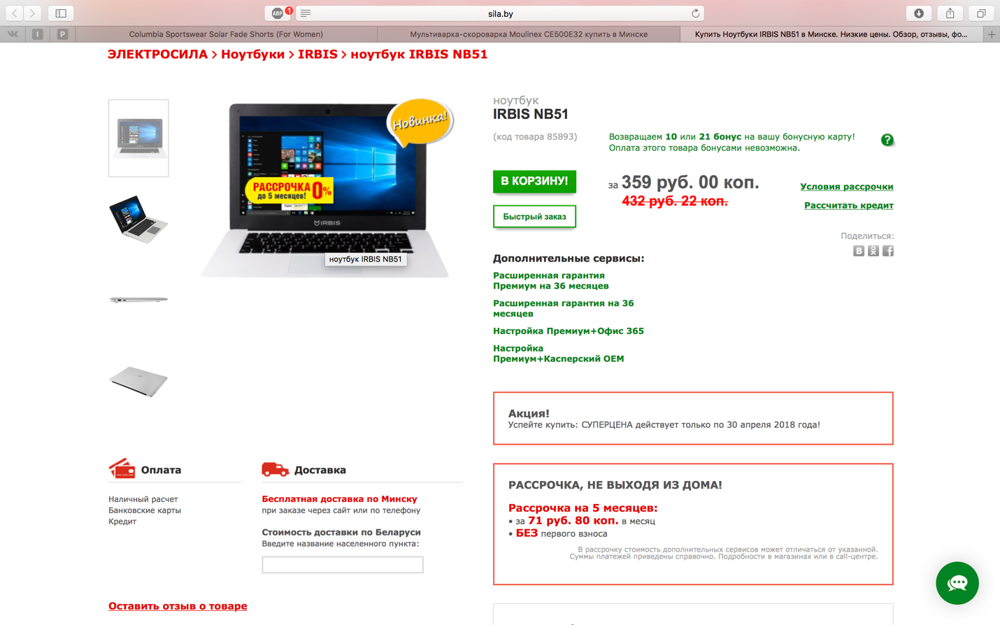 ABP
1
sila.by
I
P
Columbia Sportswear Solar Fade Shorts (For Women)
Мультиварка-скороварка Moulinex CE500E32 купить в Минске
Купить Ноутбуки IRBIS NB51 в Минске. Низкие цены. Обзор, отзывы, фо...
ЭЛЕКТРОСИЛА > Ноутбуки > IRBIS > ноутбук IRBIS NB51
Новинка!
РАССРОЧКА 0%
до 5 месяцев!
IRBIS
ноутбук IRBIS NB51
ноутбук
IRBIS NB51
(код товара 85893)
Возвращаем 10 или 21 бонус на вашу бонусную карту!
Оплата этого товара бонусами невозможна.
?
В КОРЗИНУ!
за 359 руб. 00 коп.
432 руб. 22 коп.
Условия рассрочки
Рассчитать кредит
Быстрый заказ
Поделиться:
Дополнительные сервисы:
Расширенная гарантия
Премиум на 36 месяцев
Расширенная гарантия на 36
месяцев
Настройка Премиум+Офис 365
Настройка
Премиум+Касперский ОЕМ
Акция!
Успейте купить: СУПЕРЦЕНА действует только по 30 апреля 2018 года!
РАССРОЧКА, НЕ ВЫХОДЯ ИЗ ДОМА!
Рассрочка на 5 месяцев:
• за 71 руб. 80 коп. в месяц
• БЕЗ первого взноса
В рассрочку стоимость дополнительных сервисов может отличаться от указанной.
Суммы платежей приведены справочно. Подробности в магазинах или в call-центре.
Оплата
Наличный расчет
Банковские карты
Кредит
Доставка
Бесплатная доставка по Минску
при заказе через сайт или по телефону
Стоимость доставки по Беларуси
Введите название населенного пункта:
Оставить отзыв о товаре